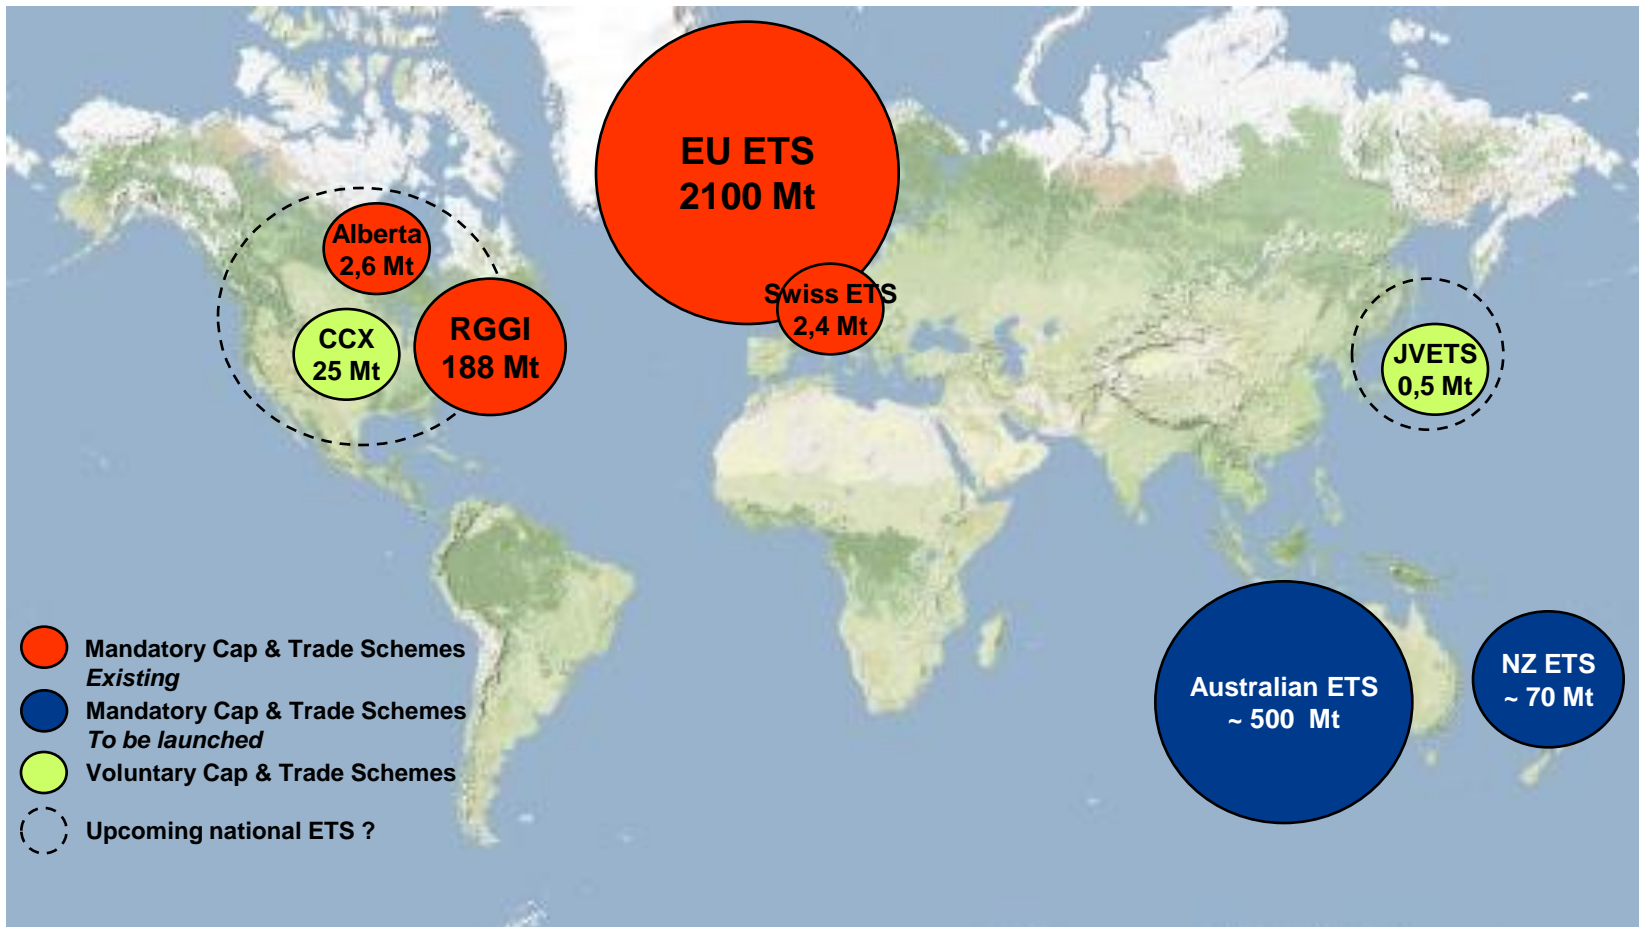 EU ETS
2100 Mt
Alberta
2,6 Mt
Swiss ETS
2,4 Mt
RGGI
188 Mt
CCX
25 Mt
JVETS
0,5 Mt
Australian ETS
~ 500 Mt
NZ ETS
~ 70 Mt
Mandatory Cap & Trade Schemes
Existing
Mandatory Cap & Trade Schemes
To be launched
Voluntary Cap & Trade Schemes
Upcoming national ETS ?